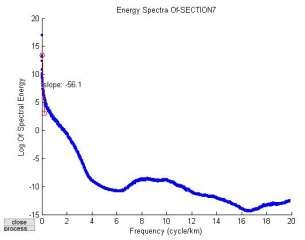 Energy Spectra Of-SECTION7
20
15
10
5
0
-5
-10
-15
slope: -56.1
Log Of Spectral Energy
0 2 4 6 8 10 12 14 16 18 20
Frequency (cycle/km)
close
process